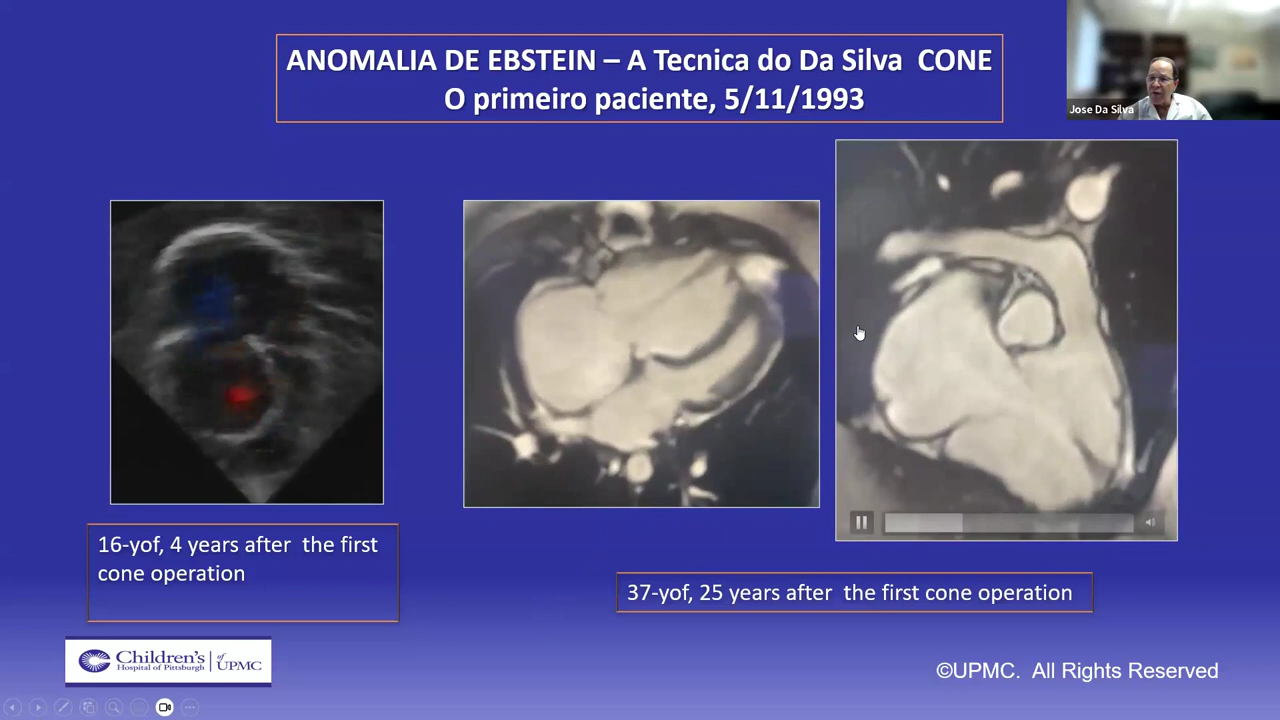 ANOMALIA DE EBSTEIN – A Tecnica do Da Silva CONE
O primeiro paciente, 5/11/1993
Jose Da Silva
16-yof, 4 years after the first
cone operation
37-yof, 25 years after the first cone operation
Children's
Hospital of Pittsburgh
of
UPMC
©UPMC. All Rights Reserved